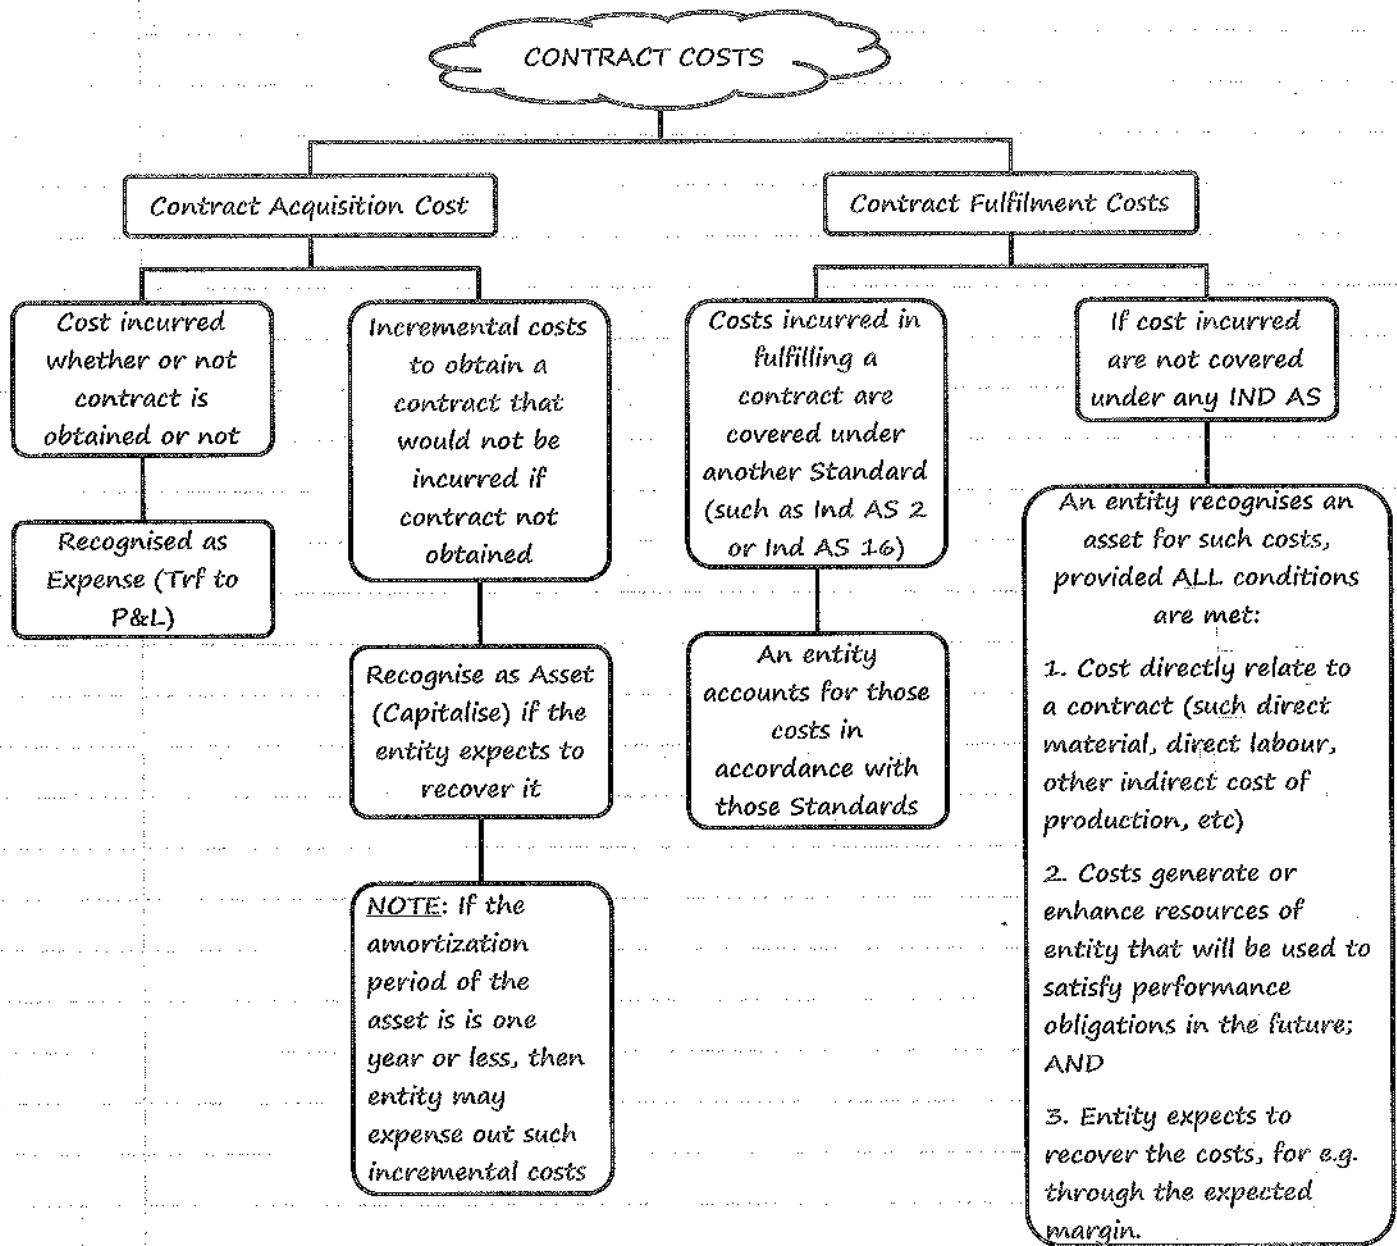 CONTRACT COSTS
Contract Acquisition Cost
Contract Fulfilment Costs
Cost incurred
whether or not
contract is
obtained or not
Recognised as
Expense (Trf to
P&L)
Incremental costs
to obtain a
contract that
would not be
incurred if
contract not
obtained
Recognise as Asset
(Capitalise) if the
entity expects to
recover it
NOTE: If the
amortization
period of the
asset is is one
year or less, then
entity may
expense out such
incremental costs
Costs incurred in
fulfilling a
contract are
covered under
another Standard
(such as Ind AS 2
or Ind AS 16)
An entity
accounts for those
costs in
accordance with
those Standards
If cost incurred
are not covered
under any IND AS
An entity recognises an
asset for such costs,
provided ALL conditions
are met:
1. Cost directly relate to
a contract (such direct
material, direct labour,
other indirect cost of
production, etc)
2. Costs generate or
enhance resources of
entity that will be used to
satisfy performance
obligations in the future;
AND
3. Entity expects to
recover the costs, for e.g.
through the expected
margin.